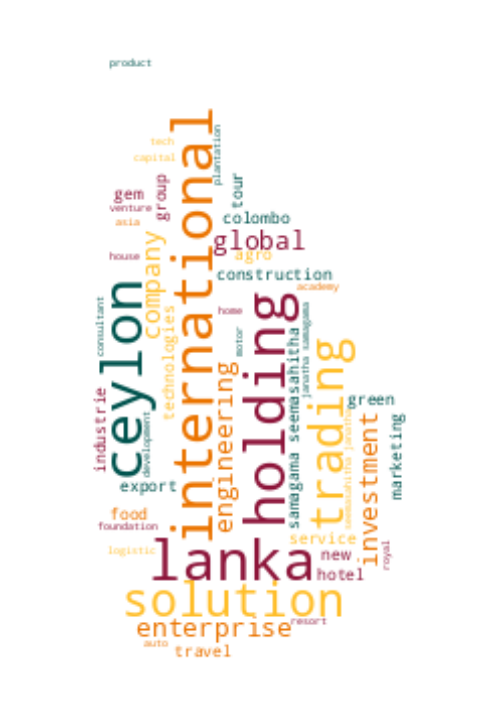 product
international
tech
capital
plantation
gem
venture
group
tour
asia
colombo
global
company
agro
house
construction
academy
ceylon
holding
consultant
technologies
home
motor
samagama seemasahitha
janatha samagama
trading
industrie
engineering
development
green
seemasahitha janatha
investment
marketing
export
food
foundation
logistic
service
lanka
new
royal
hotel
solution
enterprise
resort
auto
travel